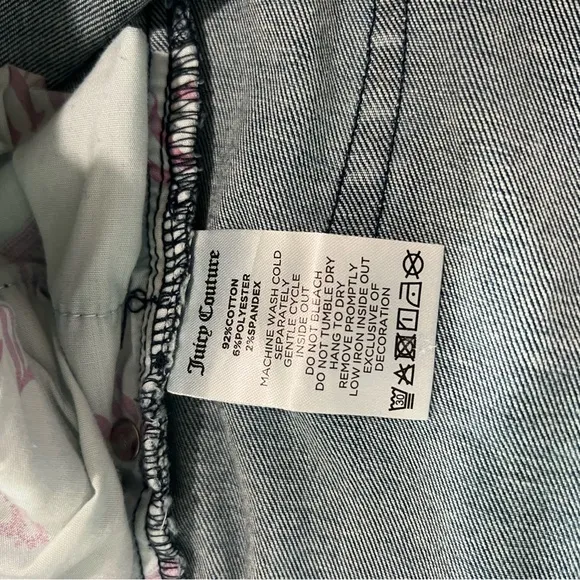 Juicy Couture
92%COTTON
6%POLYESTER
2%SPANDEX
MACHINE WASH COLD
SEPARATELY
GENTLE CYCLE
INSIDE OUT
DO NOT BLEACH
DO NOT TUMBLE DRY
HANG TO DRY
REMOVE PROMPTLY
LOW IRON INSIDE OUT
EXCLUSIVE OF
DECORATION
30